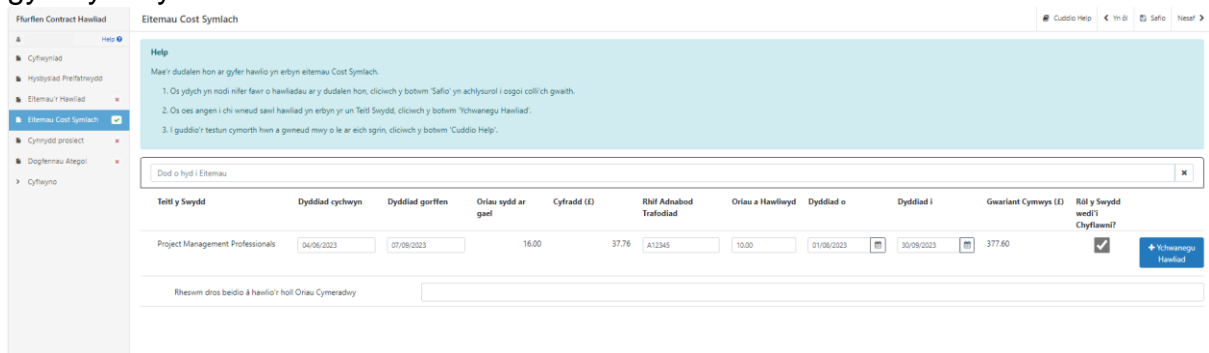 Ffurflen Contract Hawliad
Eitemau Cost Symlach
Cuddio Help
Yn ôl
Safio
Nesaf
Help
Cyflwyniad
Hysbysiad Preifatrwydd
Eitemau'r Hawliad
Eitemau Cost Symlach
Cynnydd prosiect
Dogfennau Ategol
Cyflwyno
Help
Mae'r dudalen hon ar gyfer hawlio yn erbyn eitemau Cost Symlach.
1. Os ydych yn nodi nifer fawr o hawliadau ar y dudalen hon, cliciwch y botwm 'Safio' yn achlysurol i osgoi colli'ch gwaith.
2. Os oes angen i chi wneud sawl hawliad yn erbyn yr un Teitl Swydd, cliciwch y botwm 'Ychwanegu Hawliad'.
3. I guddio'r testun cymorth hwn a gwneud mwy o le ar eich sgrin, cliciwch y botwm 'Cuddio Help'.
Dod o hyd i Eitemau
Teitl y Swydd
Dyddiad cychwyn
Dyddiad gorffen
Oriau sydd ar gael
Cyfradd (£)
Rhif Adnabod Trafodiad
Oriau a Hawliwyd
Dyddiad o
Dyddiad i
Gwariant Cymwys (£)
Rôl y Swydd wedi'i Chyflawni?
Project Management Professionals
04/06/2023
07/09/2023
16.00
37.76
A12345
10.00
01/08/2023
30/09/2023
377.60
+ Ychwanegu Hawliad
Rheswm dros beidio â hawlio'r holl Oriau Cymeradwy